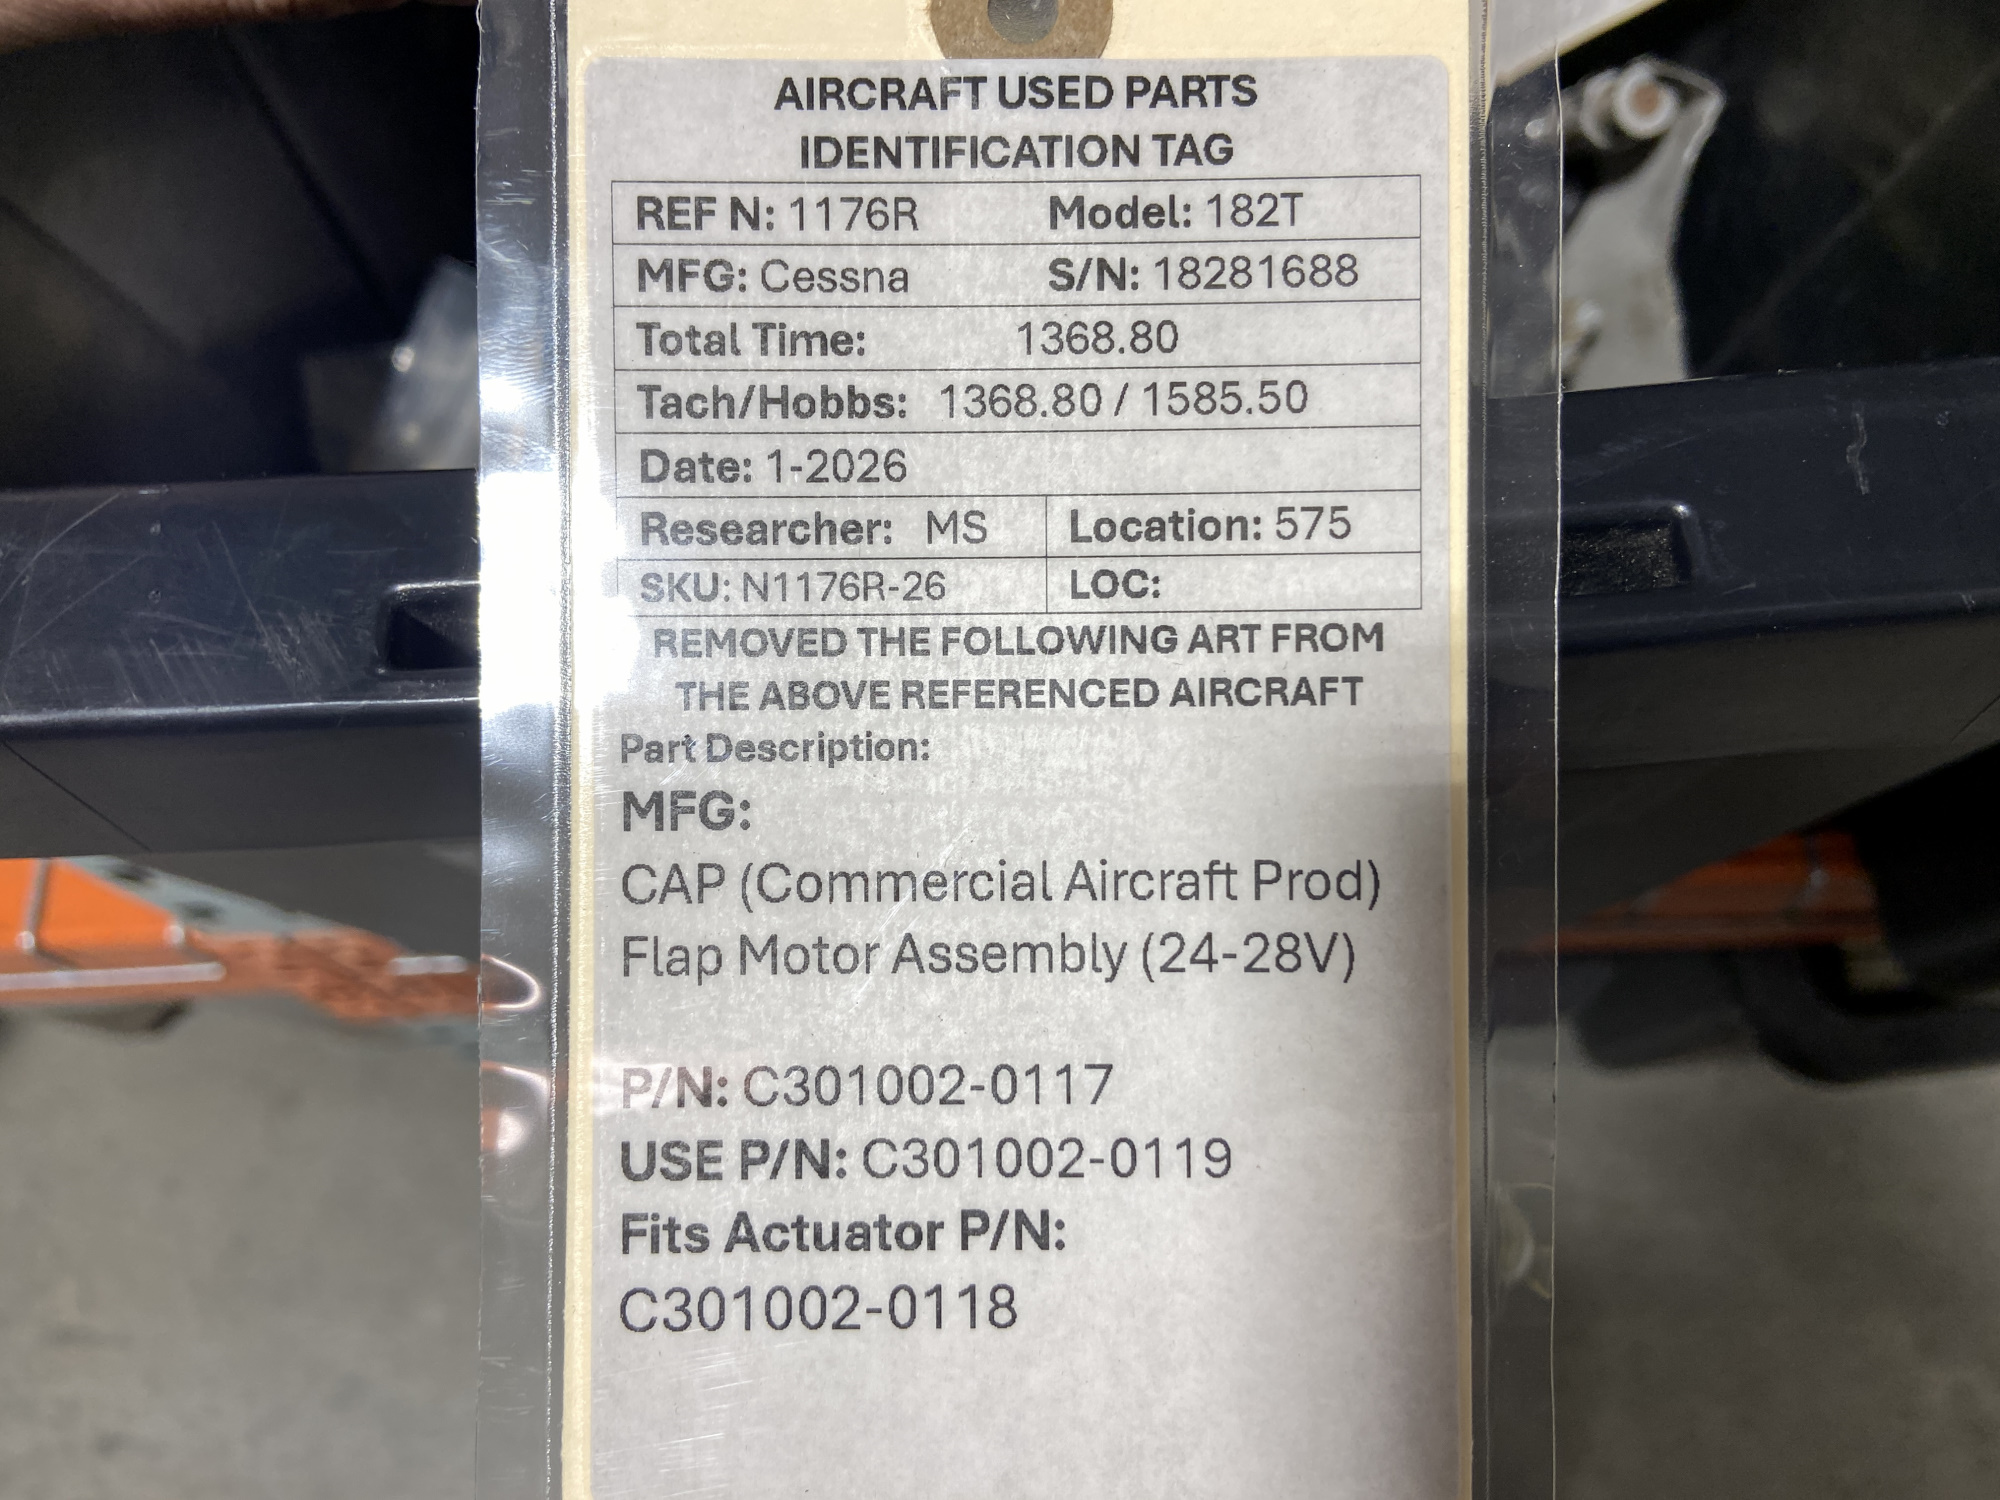 AIRCRAFT USED PARTS
IDENTIFICATION TAG
REF N: 1176R Model: 182T
MFG: Cessna S/N: 18281688
Total Time: 1368.80
Tach/Hobbs: 1368.80 / 1585.50
Date: 1-2026
Researcher: MS Location: 575
SKU: N1176R-26 LOC:
REMOVED THE FOLLOWING ART FROM
THE ABOVE REFERENCED AIRCRAFT
Part Description:
MFG:
CAP (Commercial Aircraft Prod)
Flap Motor Assembly (24-28V)
P/N: C301002-0117
USE P/N: C301002-0119
Fits Actuator P/N:
C301002-0118